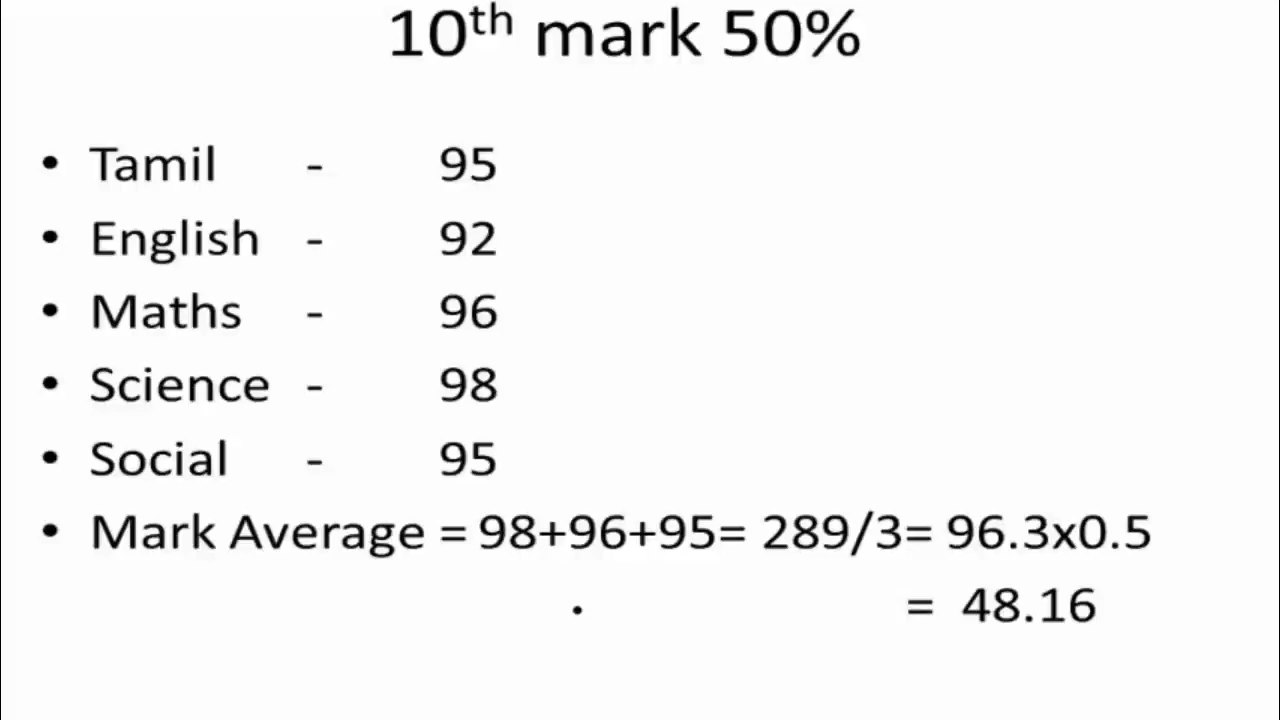 10th mark 50%
• Tamil - 95
• English - 92
• Maths - 96
• Science - 98
• Social - 95
• Mark Average = 98+96+95= 289/3= 96.3x0.5
= 48.16